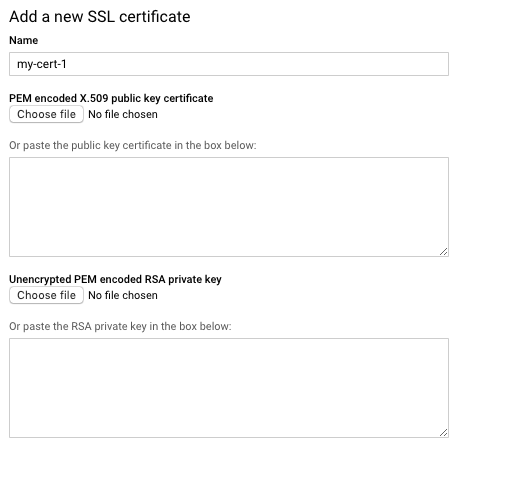 Add a new SSL certificate
Name
my-cert-1
PEM encoded X.509 public key certificate
Choose file No file chosen
Or paste the public key certificate in the box below:
Unencrypted PEM encoded RSA private key
Choose file No file chosen
Or paste the RSA private key in the box below: